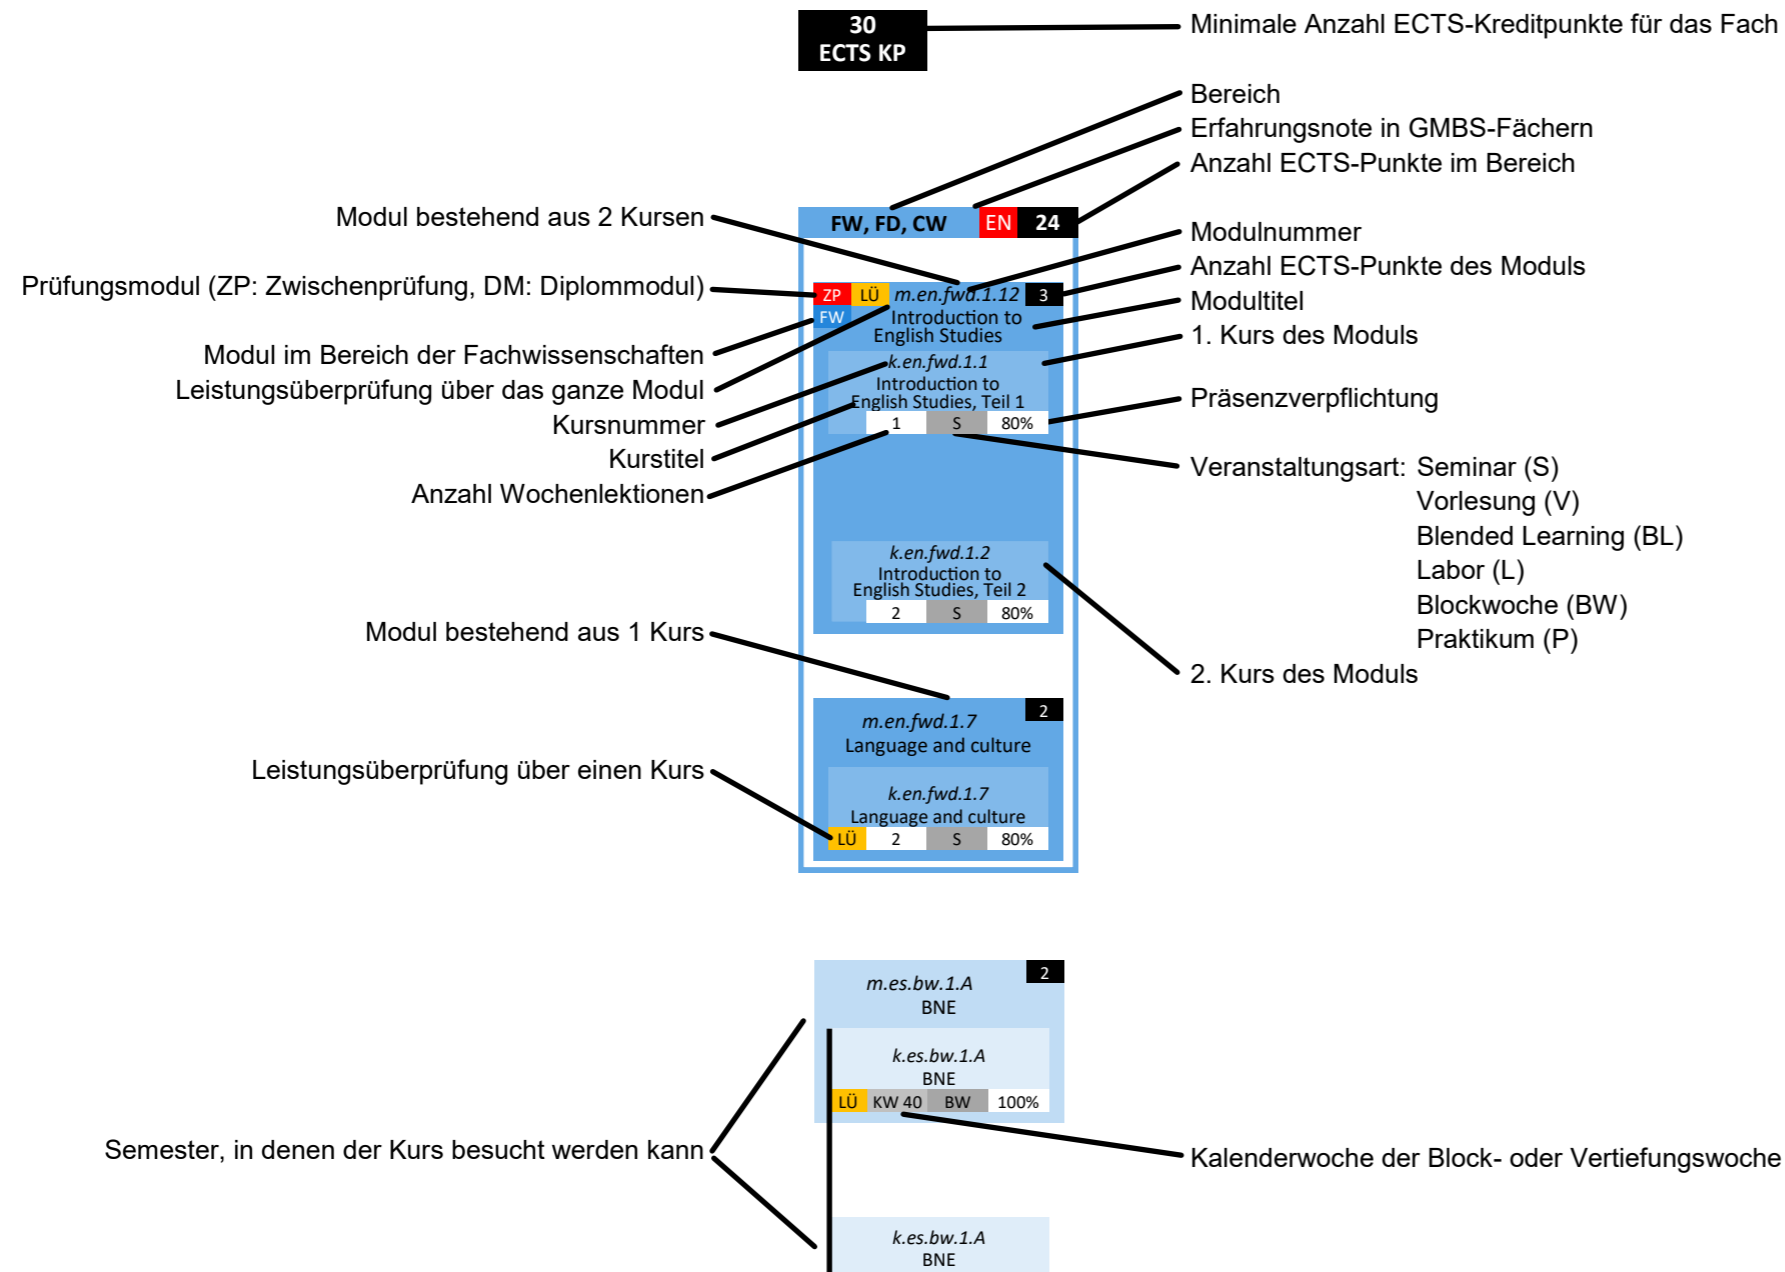 30
ECTS KP
Minimale Anzahl ECTS-Kreditpunkte für das Fach
Bereich
Erfahrungsnote in GMBS-Fächern
Anzahl ECTS-Punkte im Bereich
Modul bestehend aus 2 Kursen
FW, FD, CW EN 24
Modulnummer
Anzahl ECTS-Punkte des Moduls
Prüfungsmodul (ZP: Zwischenprüfung, DM: Diplommodul)
ZP LÜ m.en.fwd.1.12 3
Modultitel
FW Introduction to
English Studies
1. Kurs des Moduls
Modul im Bereich der Fachwissenschaften
k.en.fwd.1.1
Leistungsüberprüfung über das ganze Modul
Introduction to
English Studies, Teil 1
Präsenzverpflichtung
Kursnummer
1 S 80%
Kurstitel
Veranstaltungsart: Seminar (S)
Anzahl Wochenlektionen
Vorlesung (V)
Blended Learning (BL)
Labor (L)
Blockwoche (BW)
Praktikum (P)
k.en.fwd.1.2
Introduction to
English Studies, Teil 2
2 S 80%
Modul bestehend aus 1 Kurs
2. Kurs des Moduls
m.en.fwd.1.7 2
Language and culture
Leistungsüberprüfung über einen Kurs
k.en.fwd.1.7
Language and culture
LÜ 2 S 80%
m.es.bw.1.A 2
BNE
k.es.bw.1.A
BNE
LÜ KW 40 BW 100%
Semester, in denen der Kurs besucht werden kann
Kalenderwoche der Block- oder Vertiefungswoche
k.es.bw.1.A
BNE